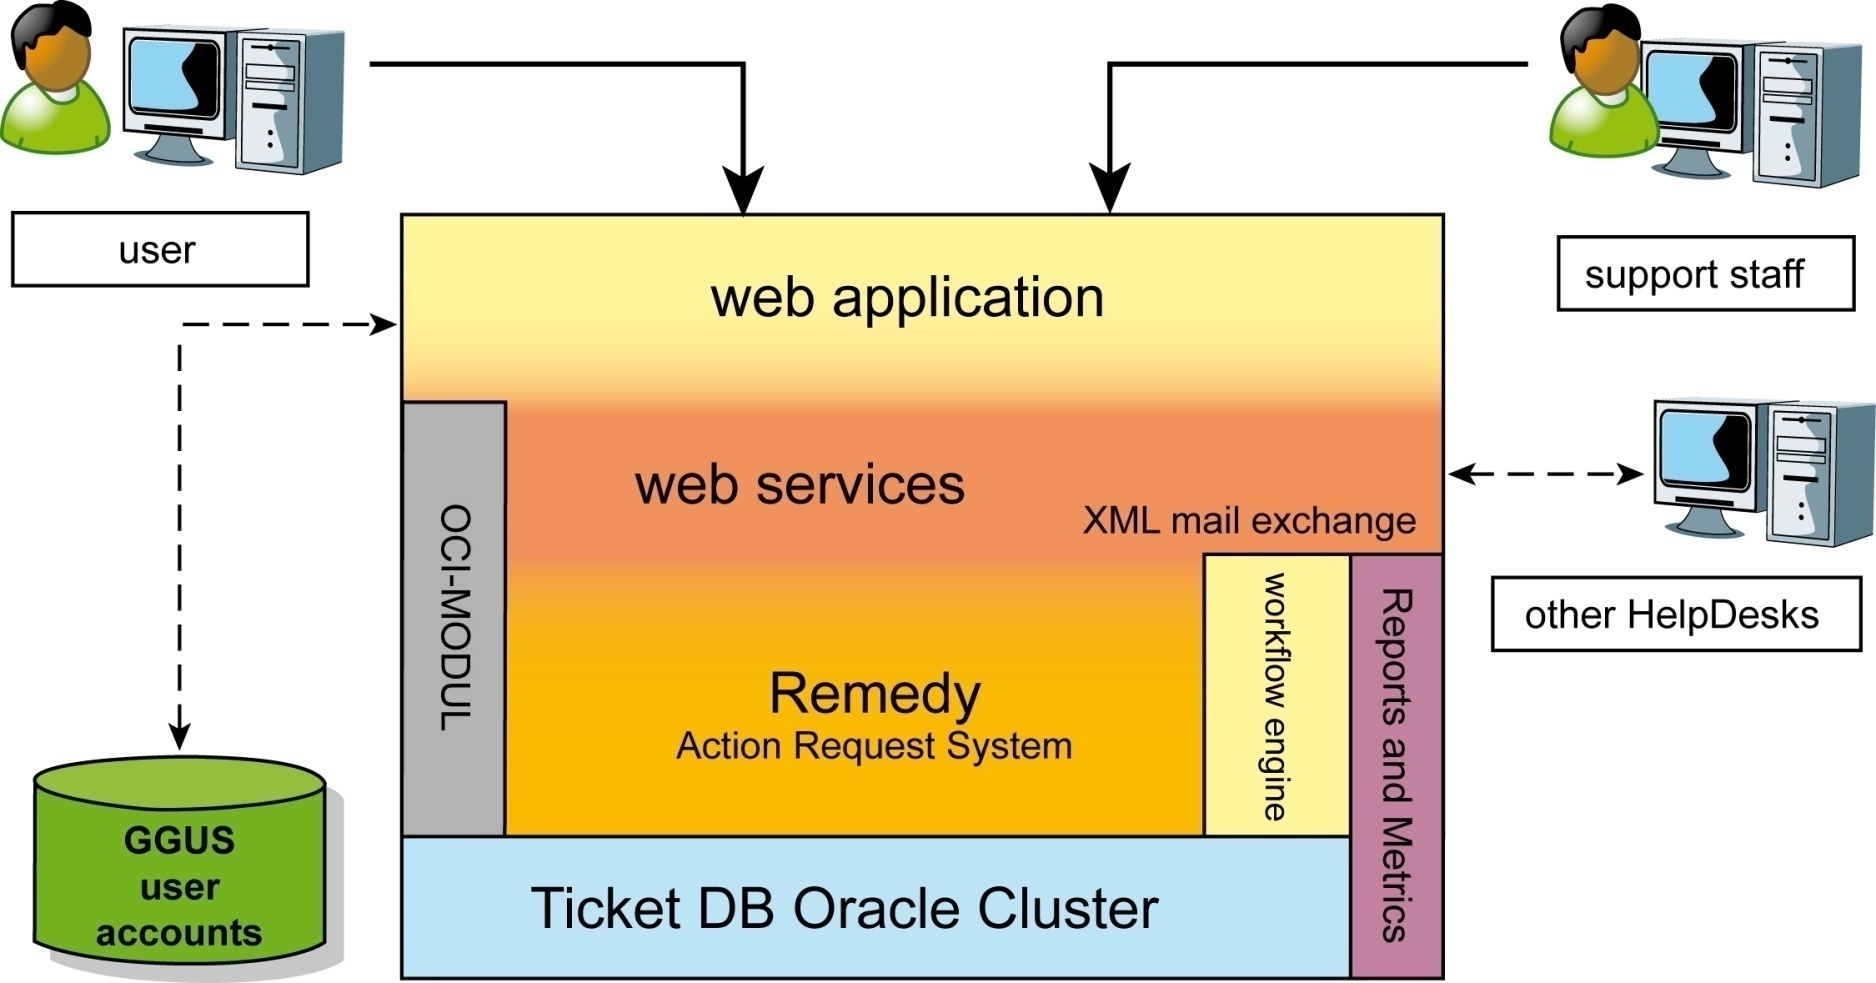 user
support staff
web application
web services
XML mail exchange
other HelpDesks
OCI-MODUL
workflow engine
Reports and Metrics
Remedy
Action Request System
GGUS
user
accounts
Ticket DB Oracle Cluster